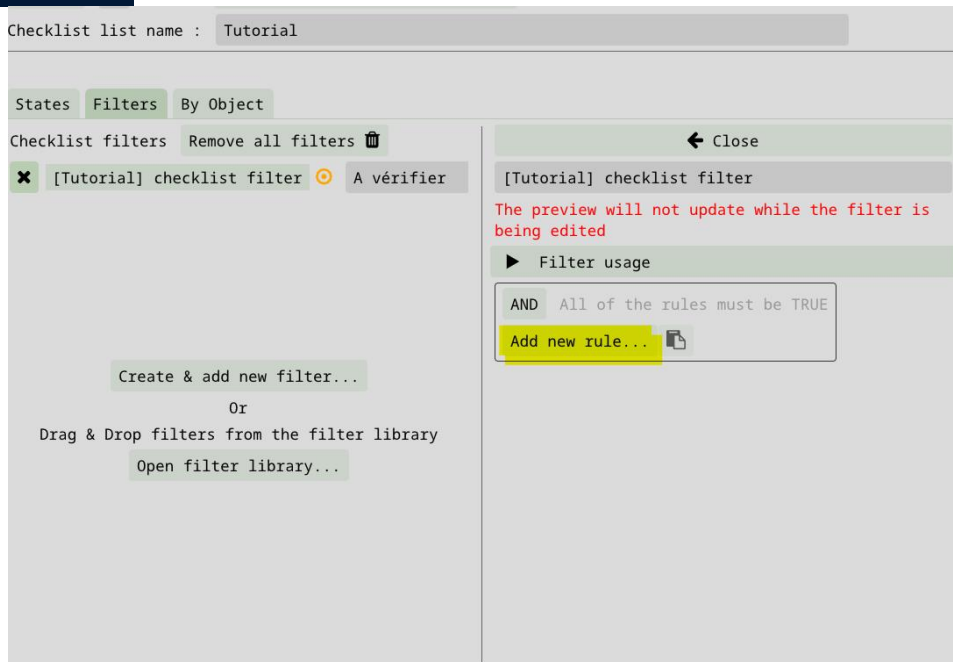 Checklist list name : Tutorial
States Filters By Object
Checklist filters Remove all filters
[Tutorial] checklist filter A vérifier
Create & add new filter...
Or
Drag & Drop filters from the filter library
Open filter library...
Close
[Tutorial] checklist filter
The preview will not update while the filter is
being edited
Filter usage
AND All of the rules must be TRUE
Add new rule...